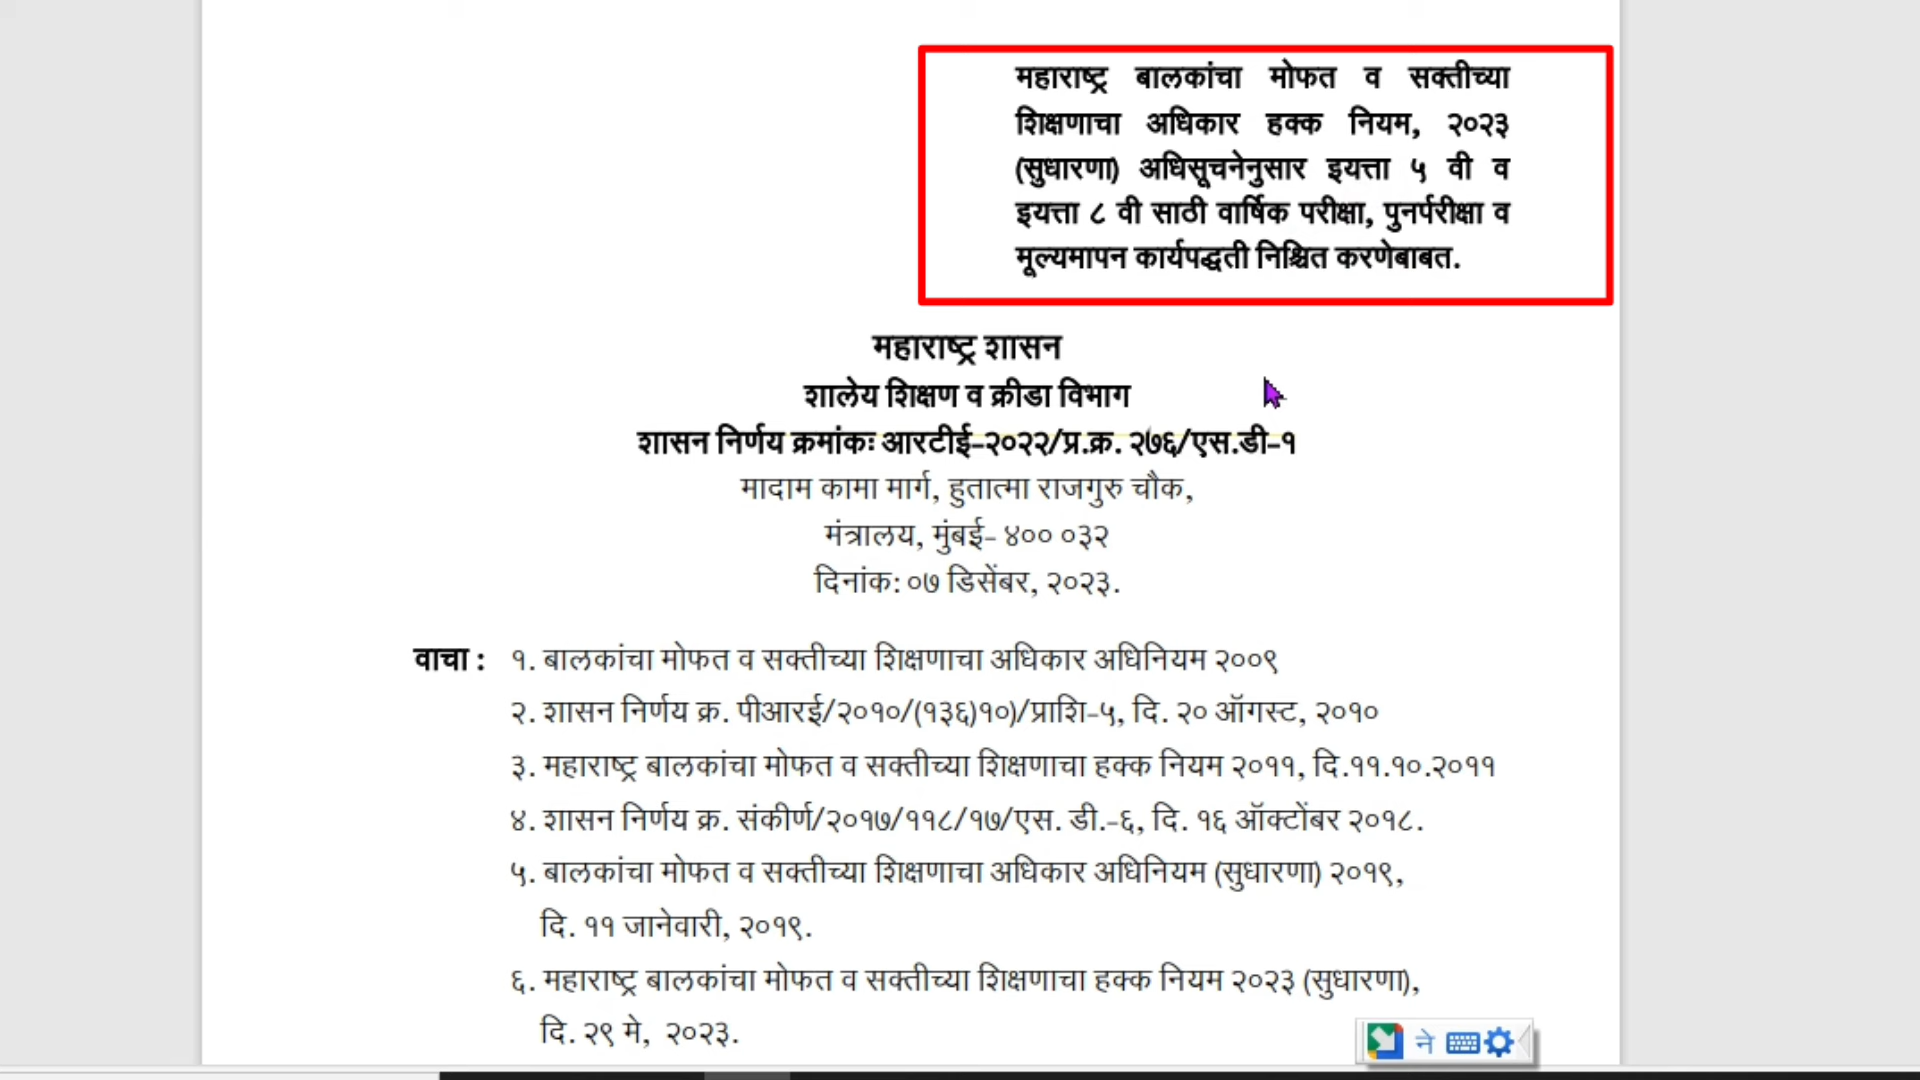 महाराष्ट्र बालकांचा मोफत व सक्तीच्या
शिक्षणाचा अधिकार हक्क नियम, २०२३
(सुधारणा) अधिसूचनेनुसार इयत्ता ५ वी व
इयत्ता ८ वी साठी वार्षिक परीक्षा, पुनर्परीक्षा व
मूल्यमापन कार्यपद्धती निश्चित करणेबाबत.
महाराष्ट्र शासन
शालेय शिक्षण व क्रीडा विभाग
शासन निर्णय क्रमांकः आरटीई-२०२२/प्र.क्र. २७६/एस.डी-१
मादाम कामा मार्ग, हुतात्मा राजगुरु चौक,
मंत्रालय, मुंबई- ४०० ०३२
दिनांक: ०७ डिसेंबर, २०२३.
वाचा : १. बालकांचा मोफत व सक्तीच्या शिक्षणाचा अधिकार अधिनियम २००९
२. शासन निर्णय क्र. पीआरई/२०१०/(१३६)१०)/प्राशि-५, दि. २० ऑगस्ट, २०१०
३. महाराष्ट्र बालकांचा मोफत व सक्तीच्या शिक्षणाचा हक्क नियम २०११, दि.११.१०.२०११
४. शासन निर्णय क्र. संकीर्ण/२०१७/११८/१७/एस. डी.-६, दि. १६ ऑक्टोंबर २०१८.
५. बालकांचा मोफत व सक्तीच्या शिक्षणाचा अधिकार अधिनियम (सुधारणा) २०१९,
दि. ११ जानेवारी, २०१९.
६. महाराष्ट्र बालकांचा मोफत व सक्तीच्या शिक्षणाचा हक्क नियम २०२३ (सुधारणा),
दि. २९ मे, २०२३.
ने